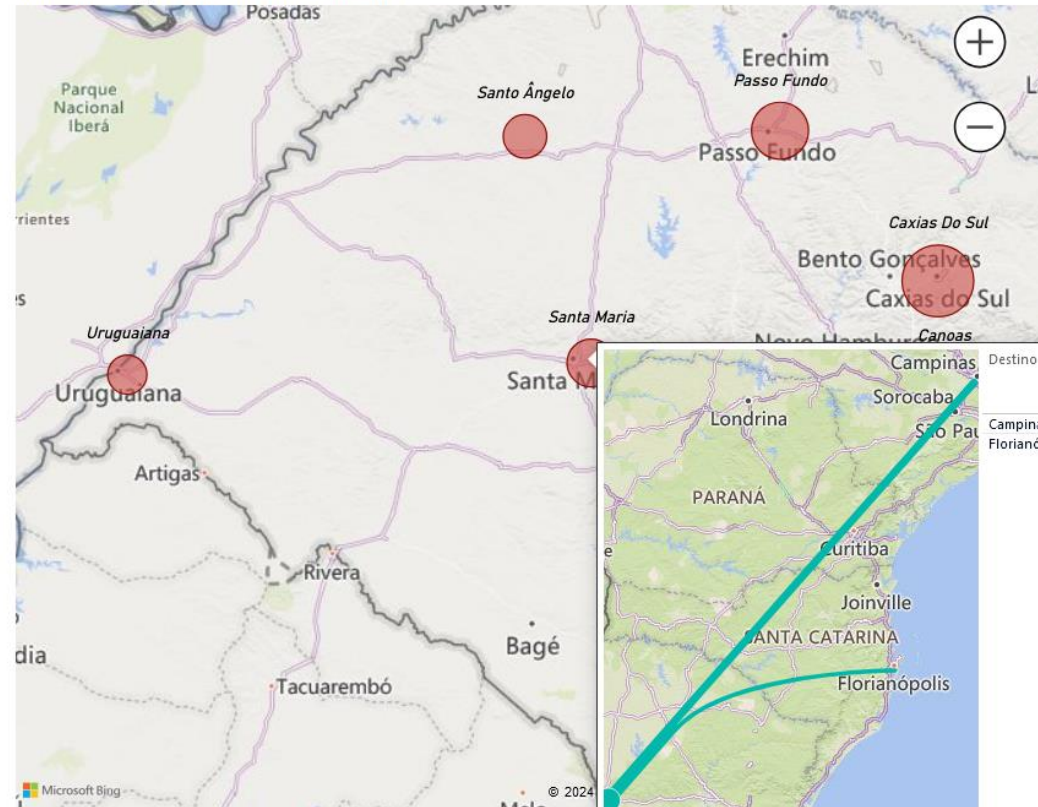 Posadas
Erechim
Parque
Nacional
Iberá
Santo Ângelo
Passo Fundo
Passo Fundo
rrientes
Caxias Do Sul
Bento Gonçalves
Caxias do Sul
Uruguaiana
Santa Maria
Canoas
Uruguaiana
Santa M
Campinas
Destino
Sorocaba
Londrina
São Pau
Campina
Florianó
Artigas
PARANÁ
Curitiba
Rivera
Joinville
Bagé
SANTA CATARINA
dia
Tacuarembó
Florianópolis
Microsoft Bing
© 2024